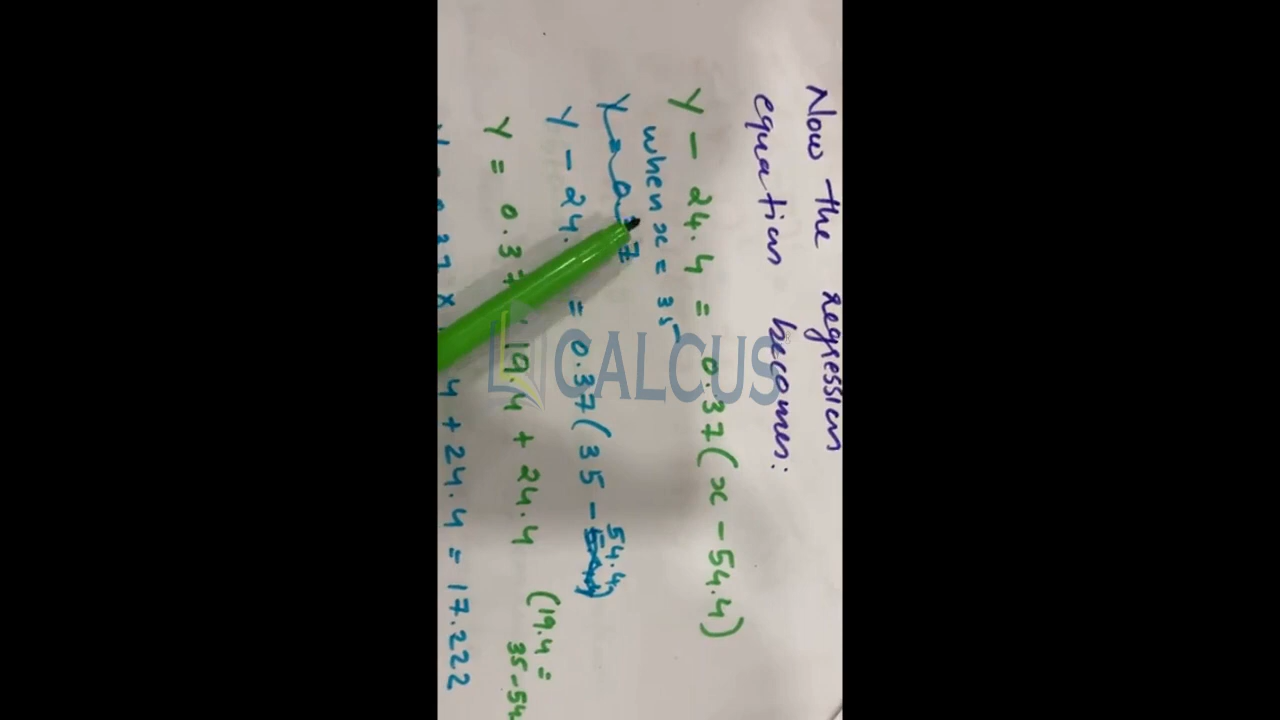 Now the regression
equation becomes:
Y - 24.4 = 0.37(x - 54.4)
when x = 35
Y - 24. = 0.37(35 - 54.4)
Y = 0.37 19.4 + 24.4 (19.4 =
35-54
4 + 24.4 = 17.222
CALCUS